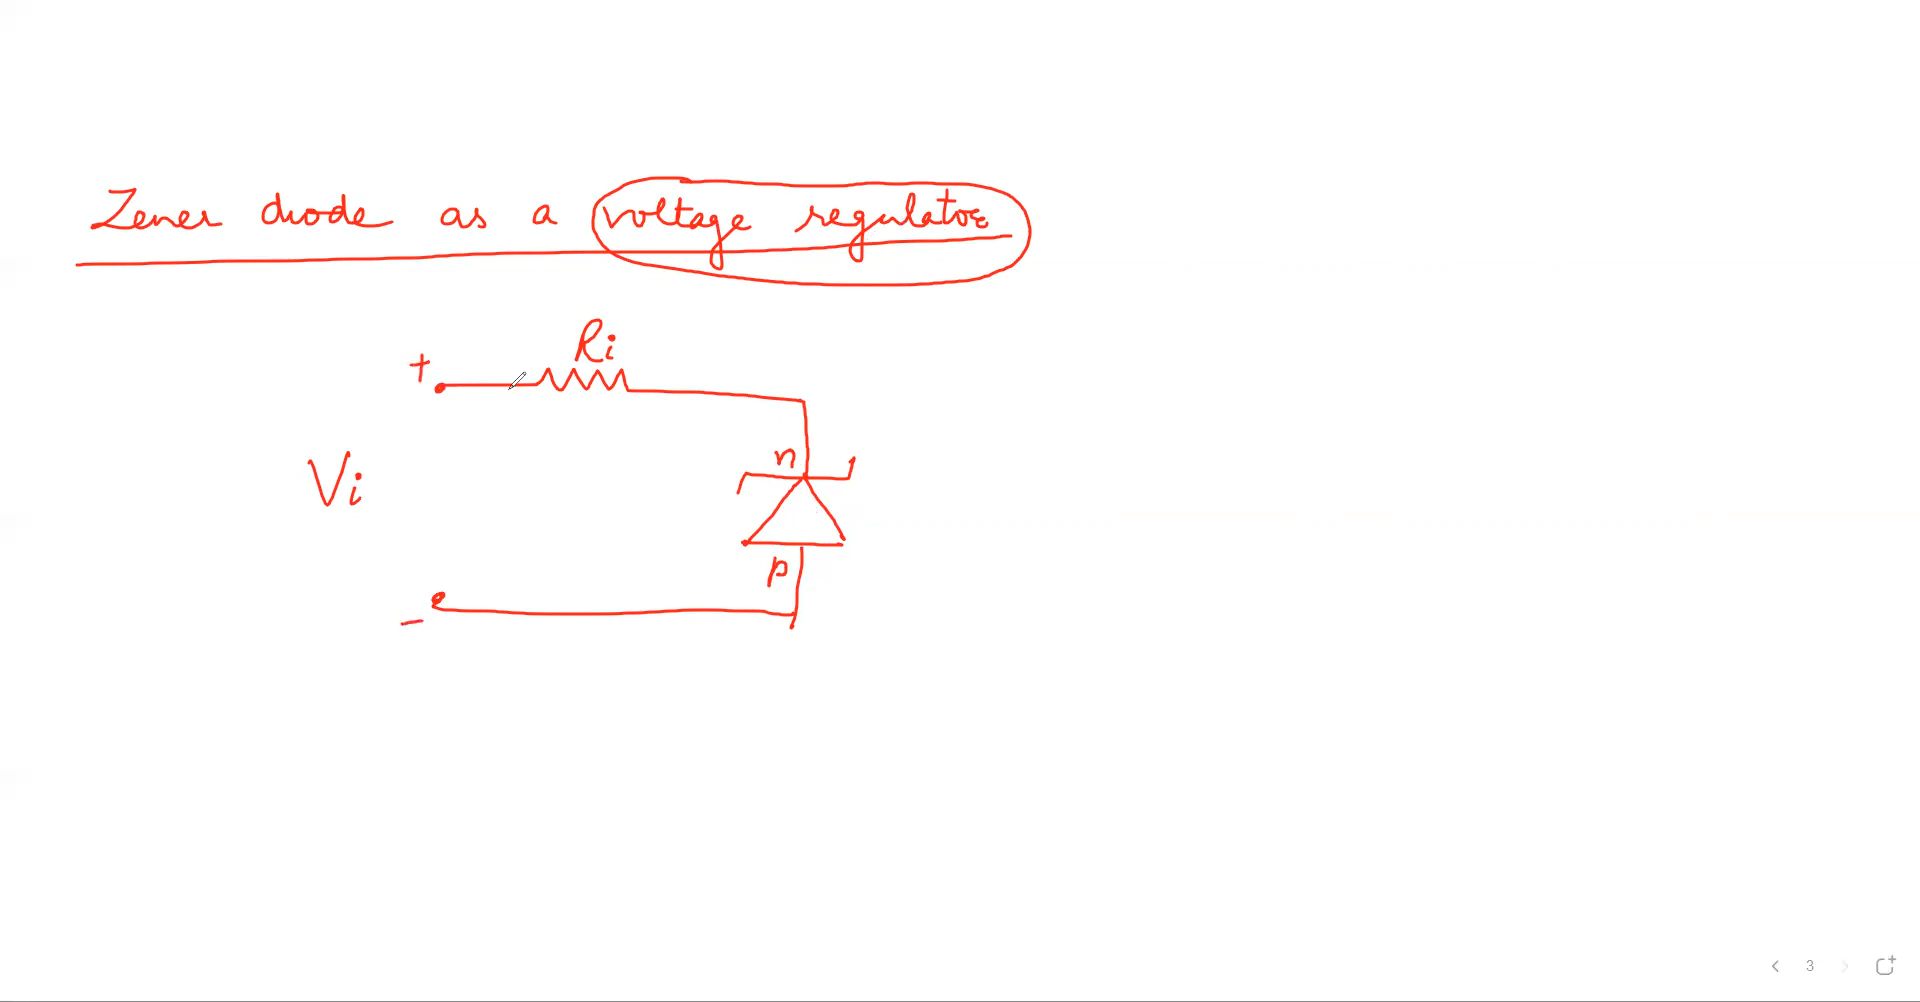 Zener diode as a voltage regulator
Ri
+
n
Vi
p
-
3